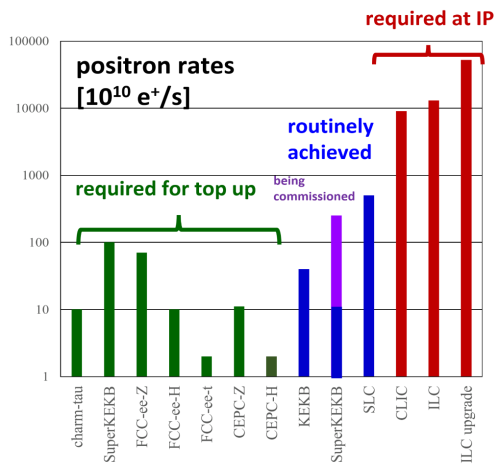 required at IP
100000
positron rates
[10¹⁰ e⁺/s]
10000
routinely
achieved
1000
being
commissioned
required for top up
100
10
1
charm-tau
SuperKEKB
FCC-ee-Z
FCC-ee-H
FCC-ee-t
CEPC-Z
CEPC-H
KEKB
SuperKEKB
SLC
CLIC
ILC
ILC upgrade